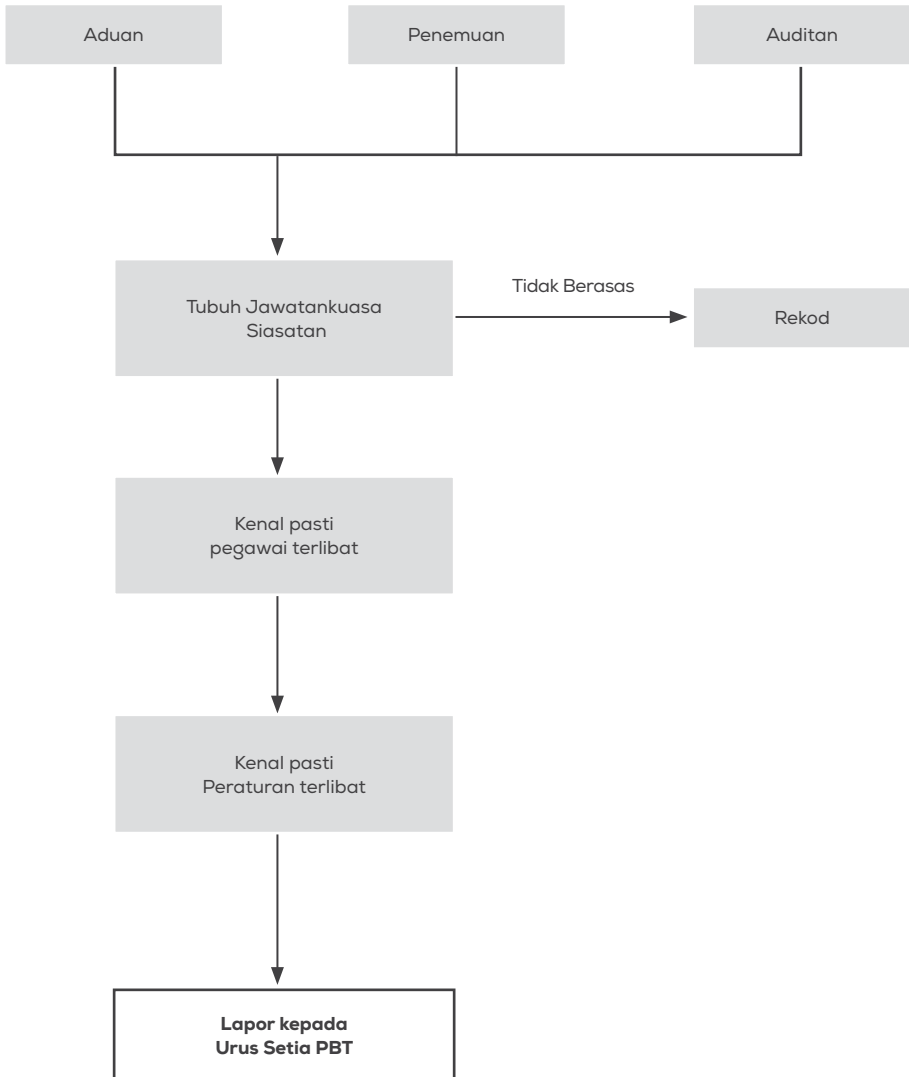 Aduan
Penemuan
Auditan
Tubuh Jawatankuasa
Siasatan
Tidak Berasas
Rekod
Kenal pasti
pegawai terlibat
Kenal pasti
Peraturan terlibat
Lapor kepada
Urus Setia PBT